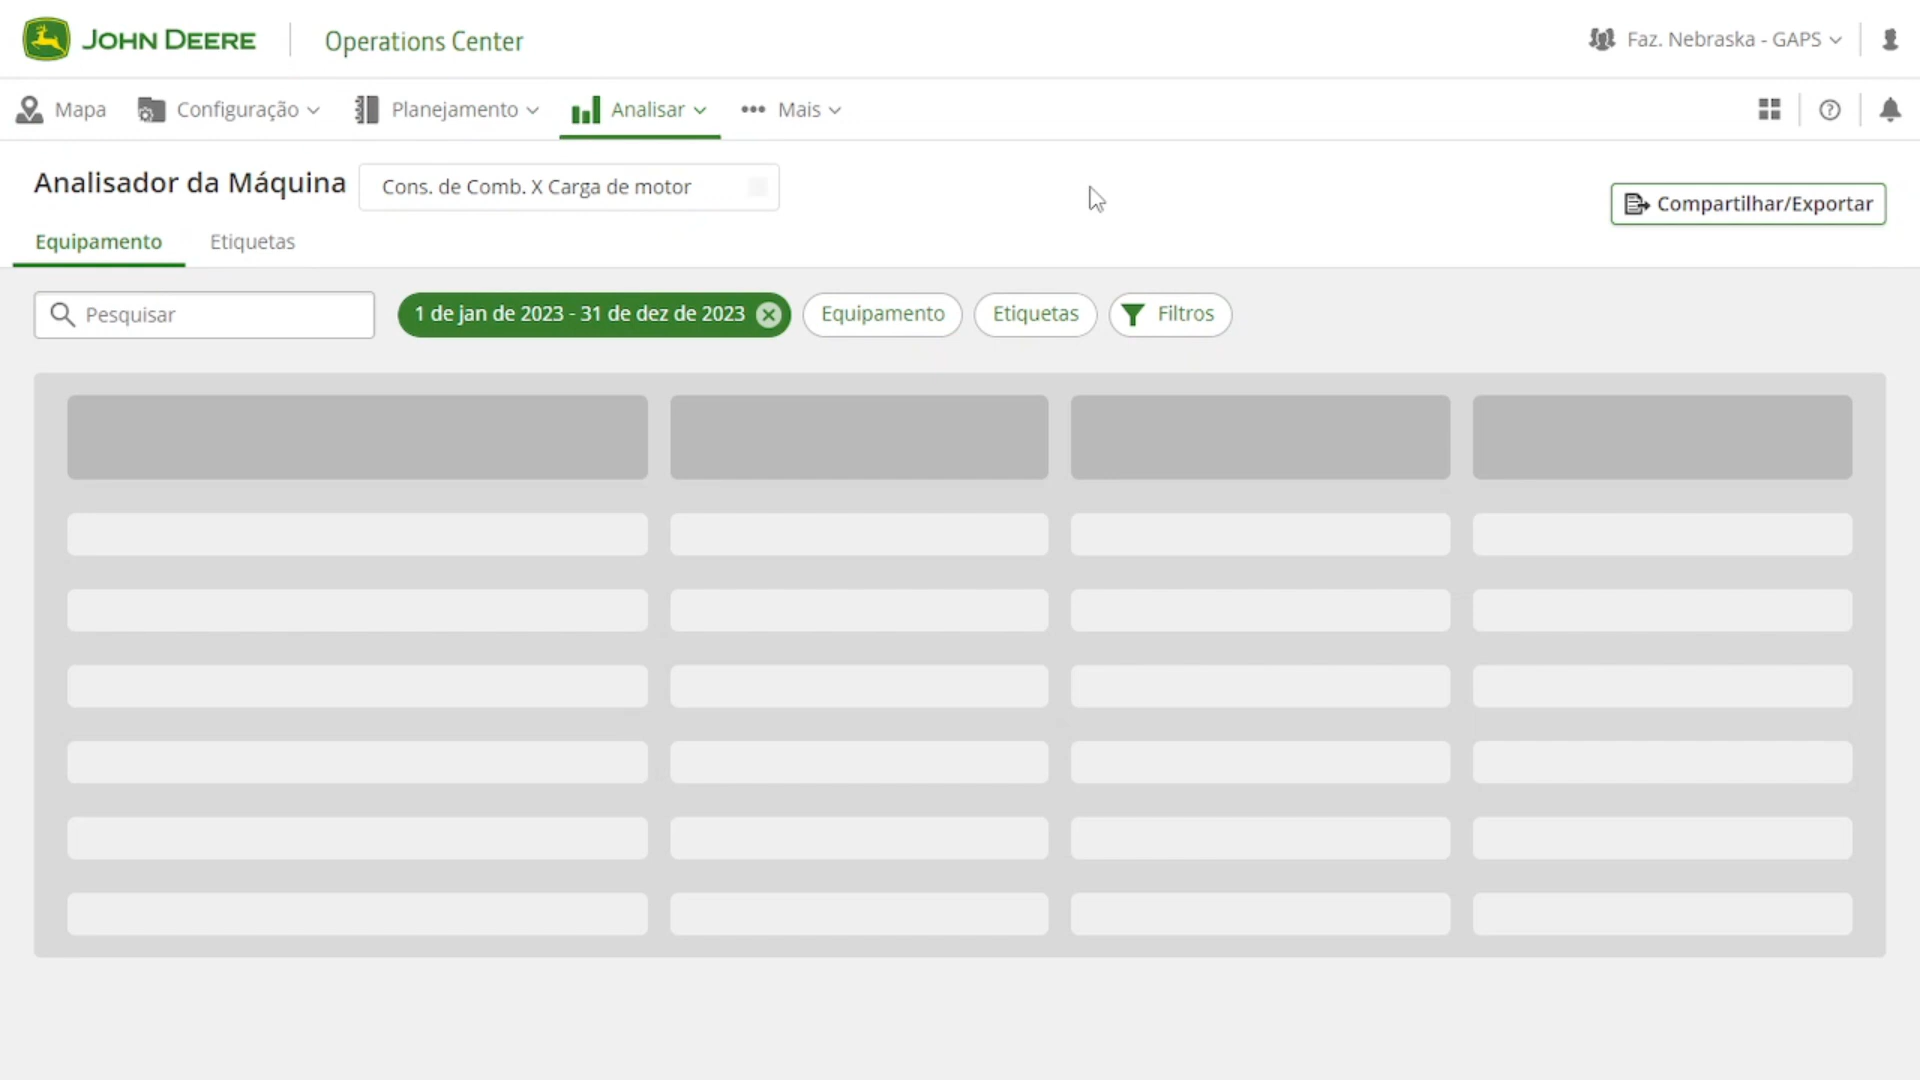 JOHN DEERE
Operations Center
Faz. Nebraska - GAPS
Mapa
Configuração
Planejamento
Analisar
Mais
Analisador da Máquina
Cons. de Comb. X Carga de motor
Compartilhar/Exportar
Equipamento
Etiquetas
Pesquisar
1 de jan de 2023 - 31 de dez de 2023
Equipamento
Etiquetas
Filtros